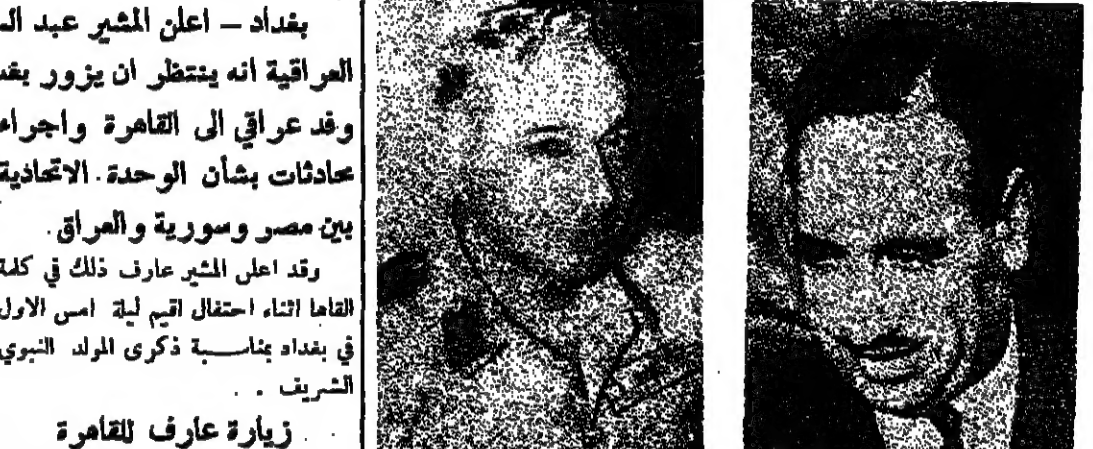 بغداد – اعلن المشير عبد الـ
العراقية انه ينتظر ان يزور بغد
وفد عراقي الى القاهرة واجراء
محادثات بشأن الوحدة الاتحادية
بين مصر وسورية والعراق.
وقد اعلن المشير عارف ذلك في كلمة
القاها اثناء احتفال اقيم ليلة امس الاول
في بغداد بمناسبة ذكرى المولد النبوي
الشريف . .
زيارة عارف للقاهرة